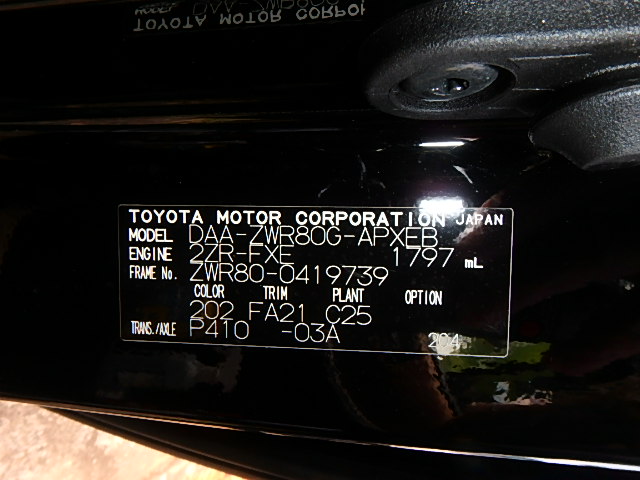 TOYOTA MOTOR CORPORATION JAPAN
MODEL DAA-ZWR80G-APXEB
ENGINE 2ZR-FXE 1797 mL
FRAME No. ZWR80-0419739
COLOR TRIM PLANT OPTION
202 FA21 C25
TRANS./AXLE P410 -03A
204